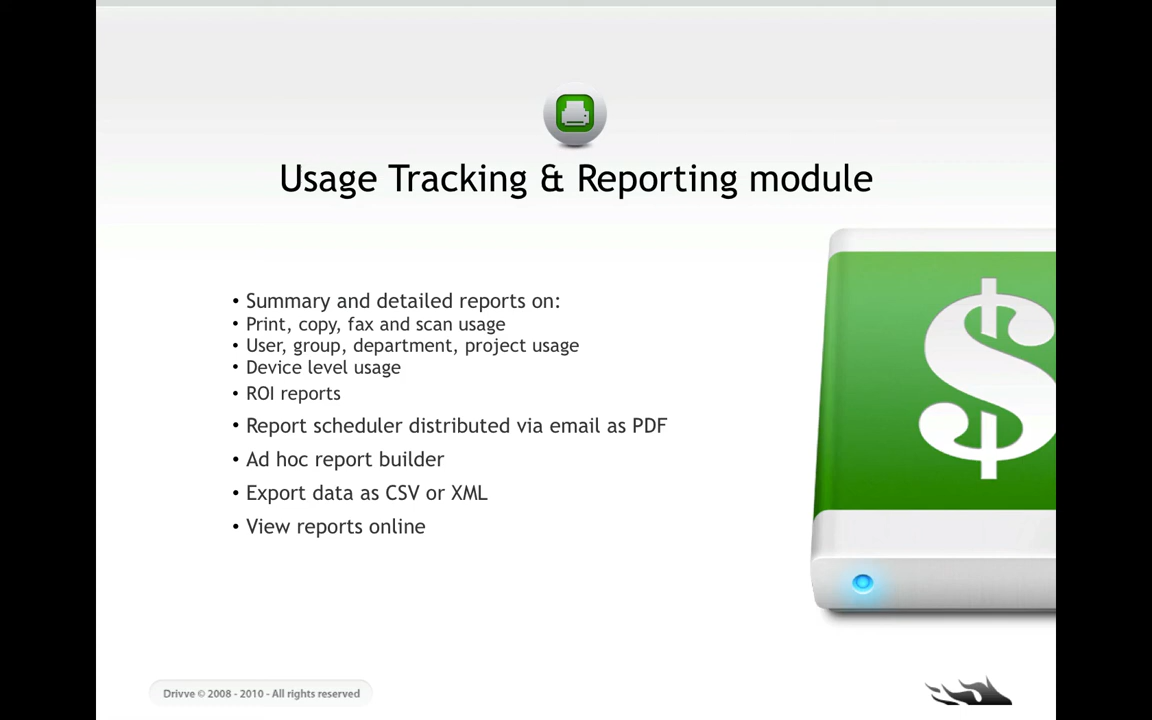 Usage Tracking & Reporting module
• Summary and detailed reports on:
• Print, copy, fax and scan usage
• User, group, department, project usage
• Device level usage
• ROI reports
• Report scheduler distributed via email as PDF
• Ad hoc report builder
• Export data as CSV or XML
• View reports online
$
Drivve © 2008 - 2010 - All rights reserved